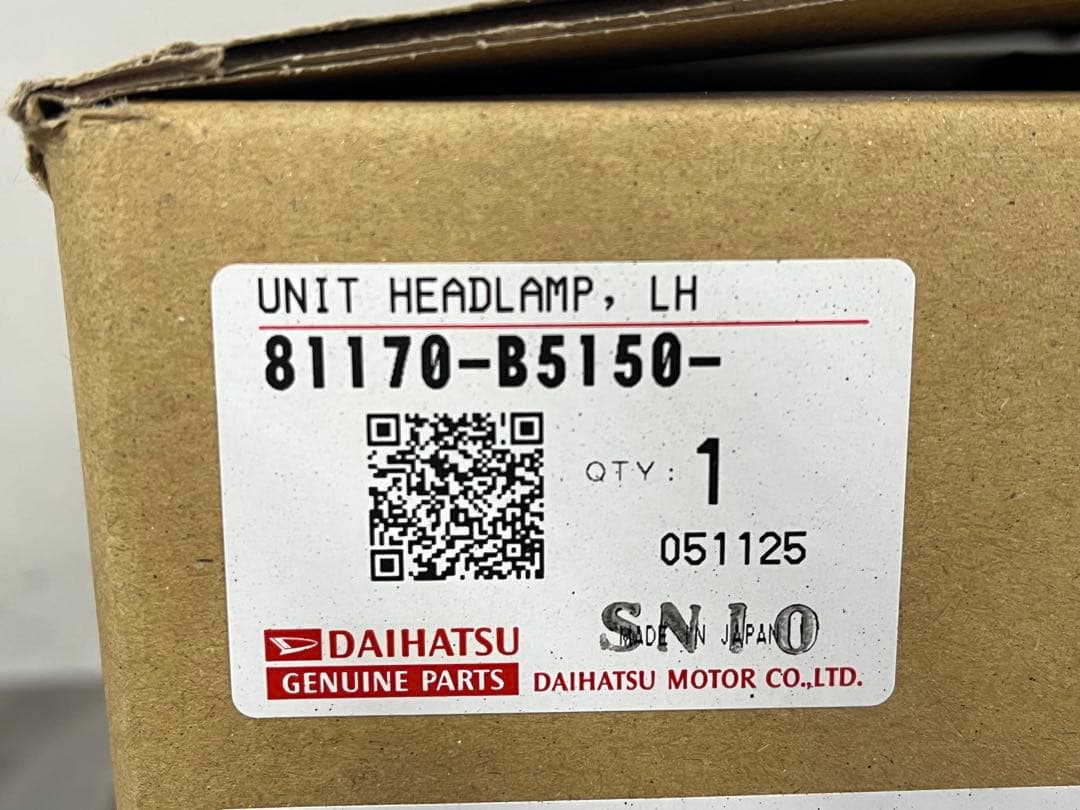 UNIT HEADLAMP, LH
81170-B5150-
QTY: 1
051125
SN10
MADE IN JAPAN
DAIHATSU
GENUINE PARTS
DAIHATSU MOTOR CO.,LTD.